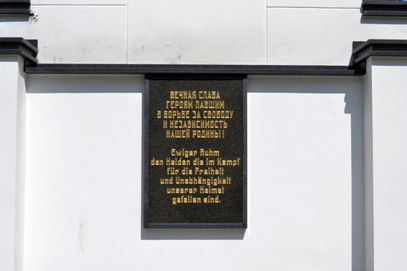 ВЕЧНАЯ СЛАВА
ГЕРОЯМ ПАВШИМ
В БОРЬБЕ ЗА СВОБОДУ
И НЕЗАВИСИМОСТЬ
НАШЕЙ РОДИНЫ!
Ewiger Ruhm
den Helden die im Kampf
für die Freiheit
und Unabhängigkeit
unserer Heimat
gefallen sind.